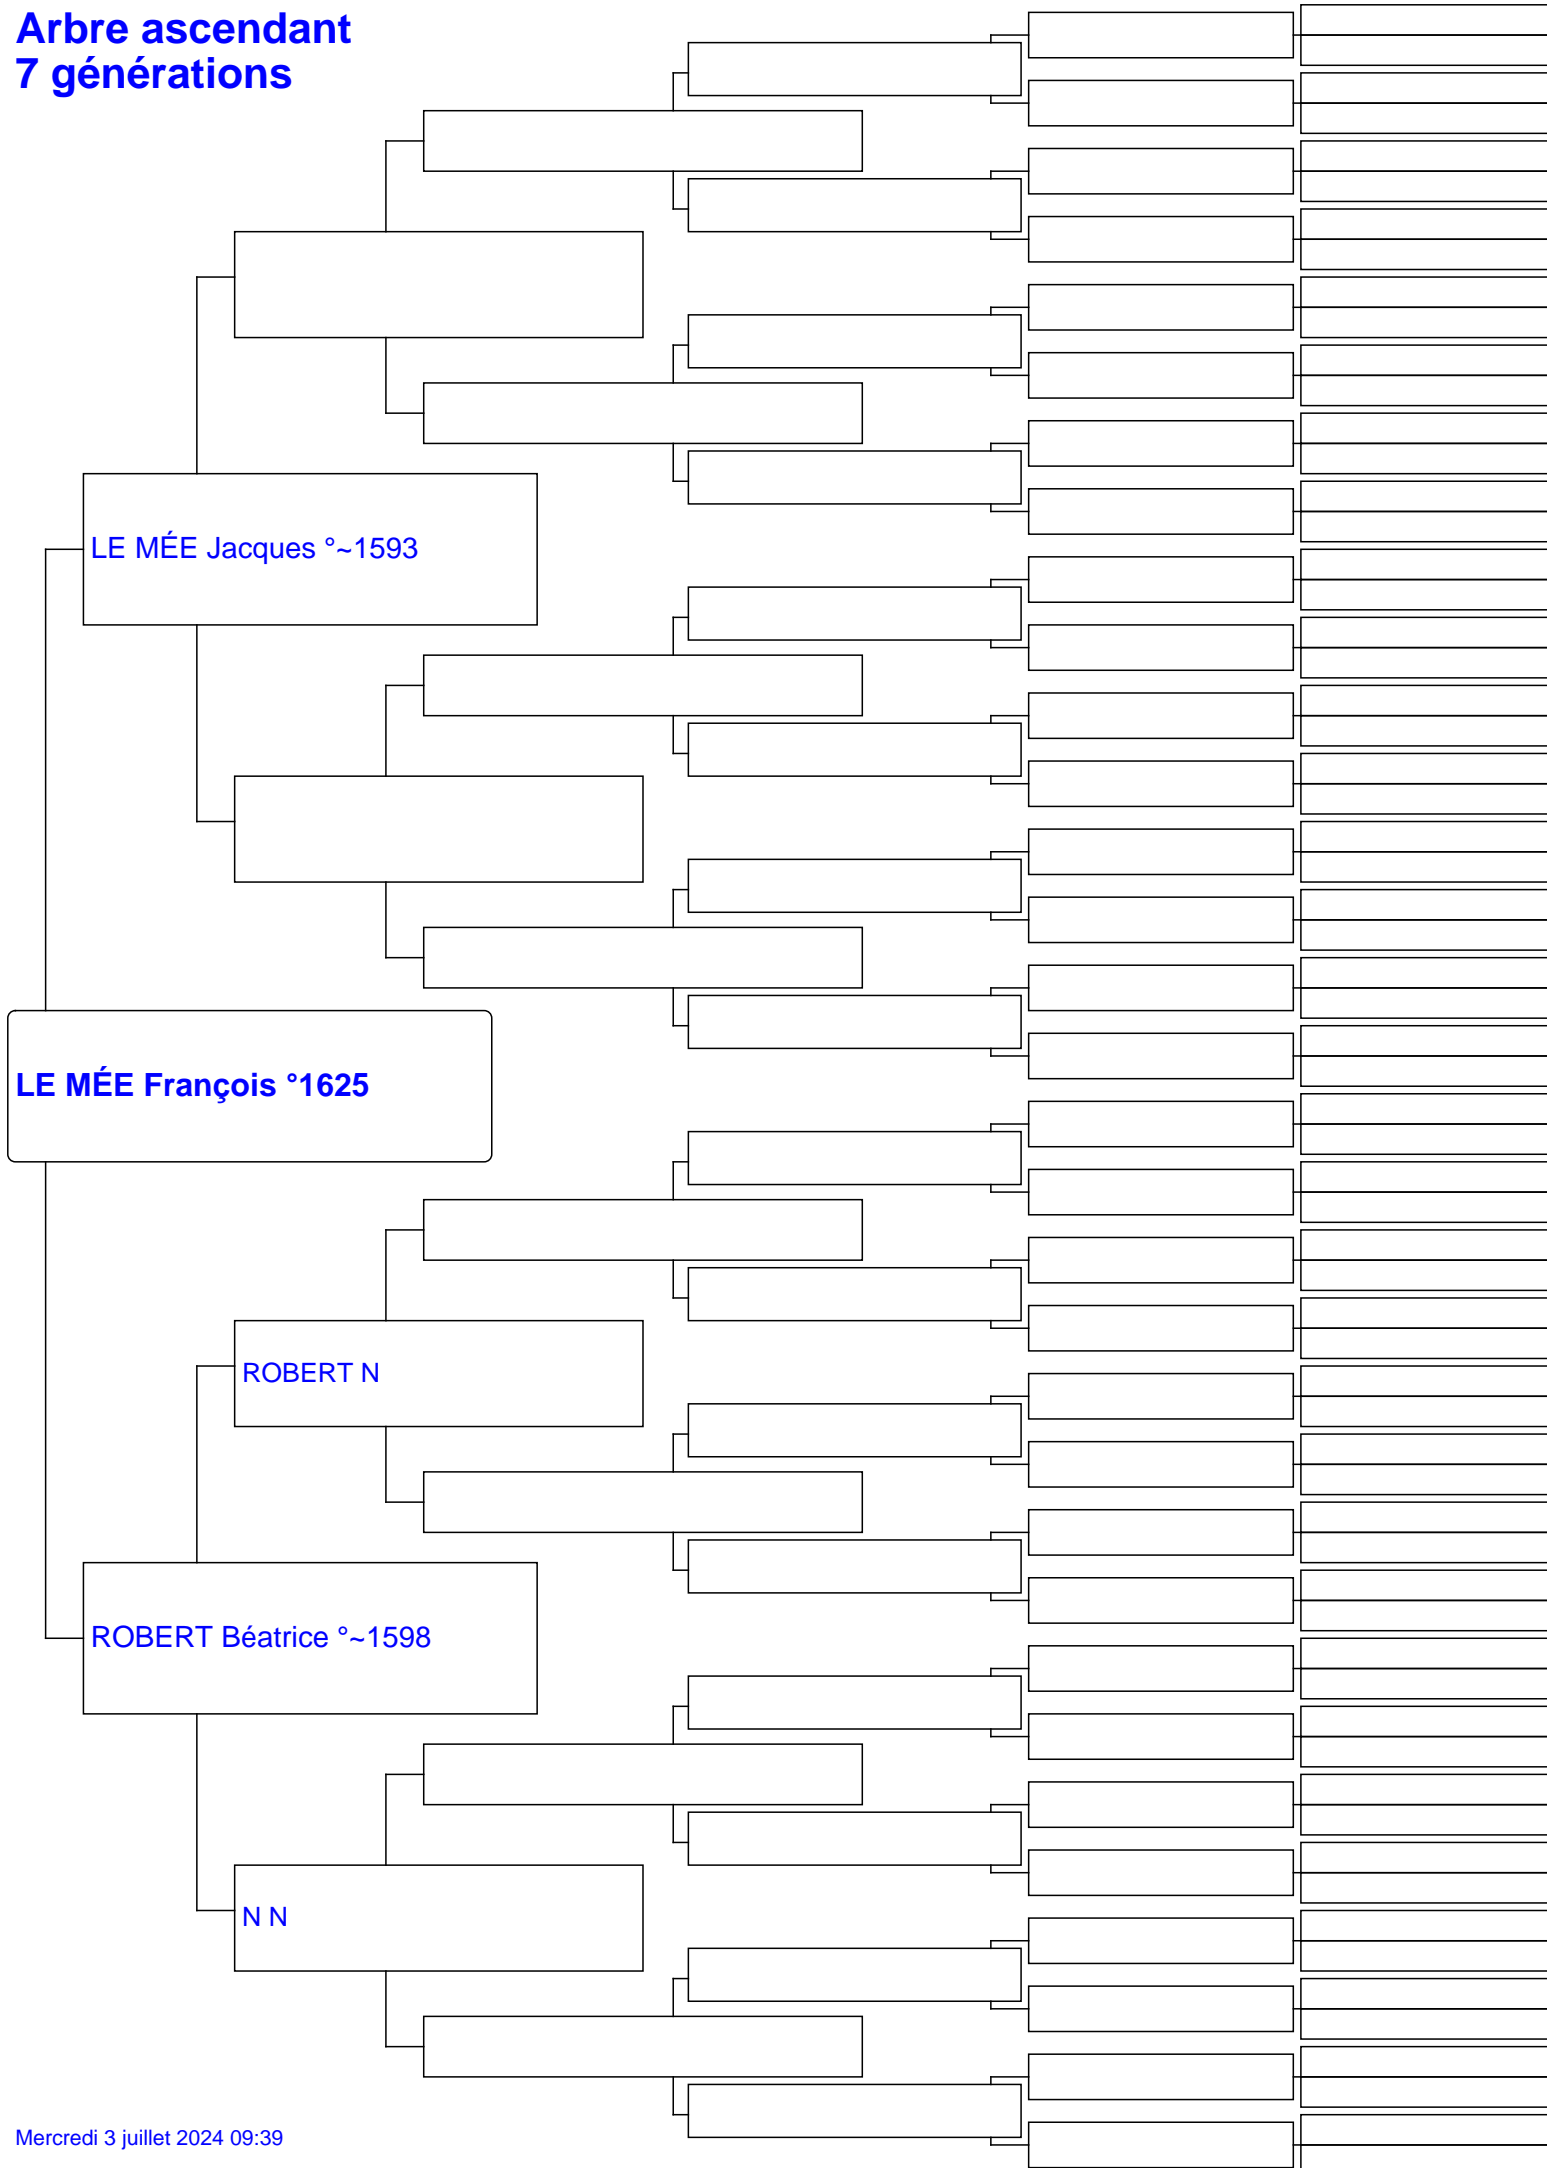 Arbre ascendant
7 générations
LE MÉE Jacques °~1593
LE MÉE François °1625
ROBERT N
ROBERT Béatrice °~1598
N N
Mercredi 3 juillet 2024 09:39